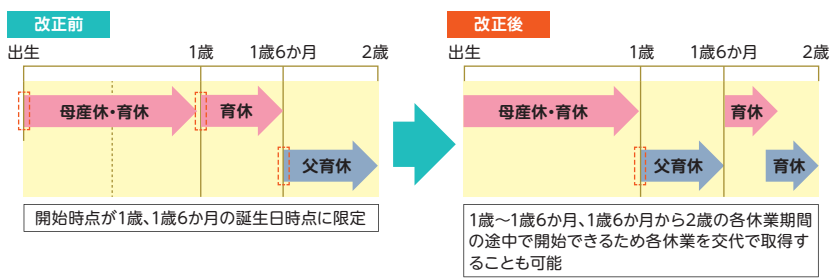 改正前
出生
1歳
1歳6か月
2歳
母産休・育休
育休
父育休
開始時点が1歳、1歳6か月の誕生日時点に限定
改正後
出生
1歳
1歳6か月
2歳
母産休・育休
育休
父育休
育休
1歳～1歳6か月、1歳6か月から2歳の各休業期間
の途中で開始できるため各休業を交代で取得す
ることも可能